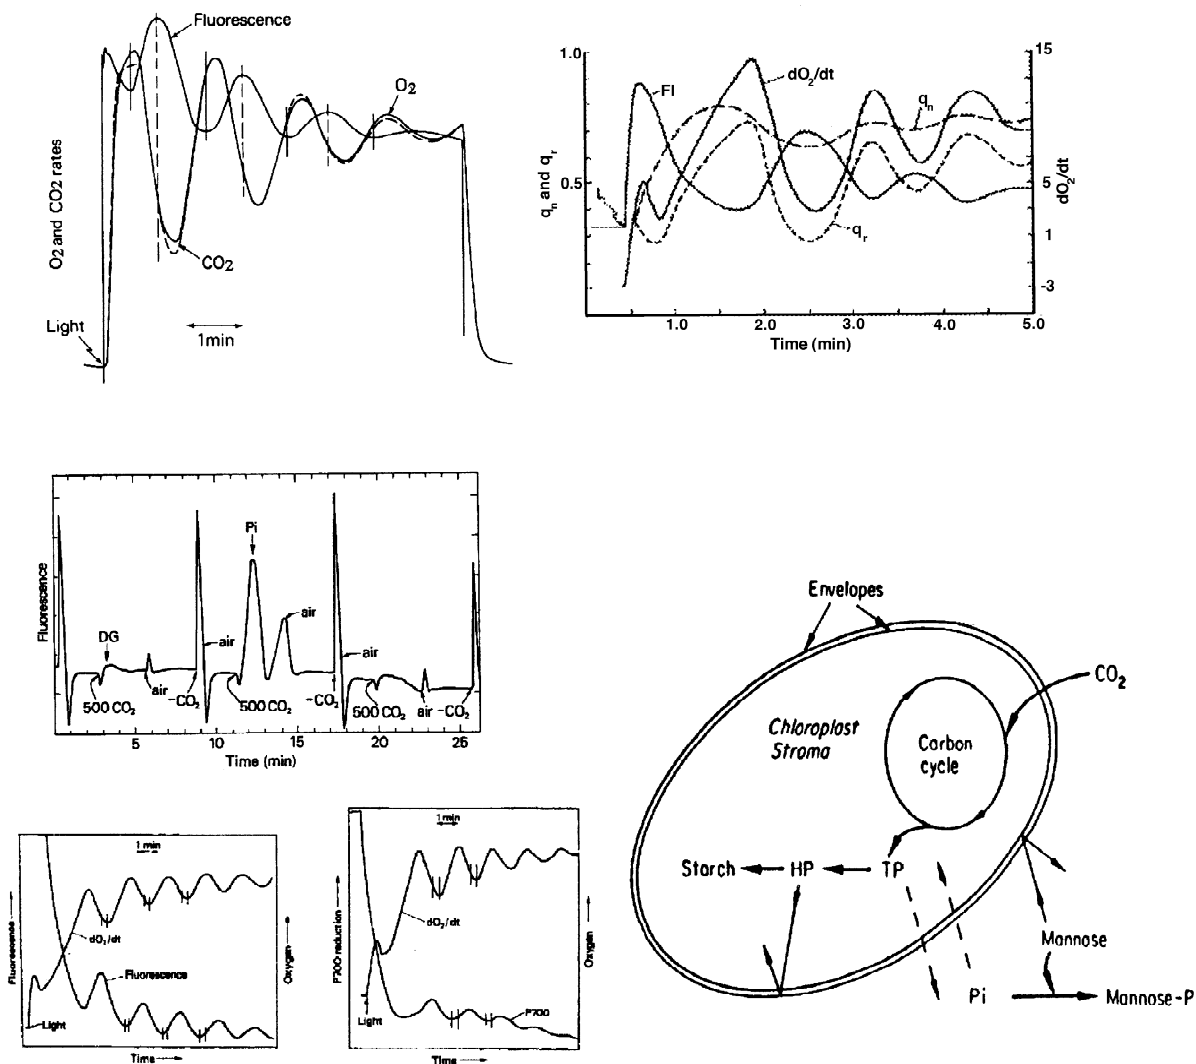 Fluorescence
O2
O2 and CO2 rates
CO2
Light
1min
1.0
0.5
qn and qr
Fl
dO2/dt
qn
qr
15
5
1
-3
dO2/dt
1.0 2.0 3.0 4.0 5.0
Time (min)
Fluorescence
DG
Pi
air
air
air
500 CO2
air
-CO2
500 CO2
-CO2
500 CO2
air
-CO2
5 10 15 20 25
Time (min)
Fluorescence
1 min
dO2/dt
Fluorescence
Light
Oxygen
Time
P700 reduction
1 min
dO2/dt
Light
P700
Oxygen
Time
Envelopes
CO2
Chloroplast
Stroma
Carbon
cycle
Starch
HP
TP
Mannose
Pi
Mannose-P